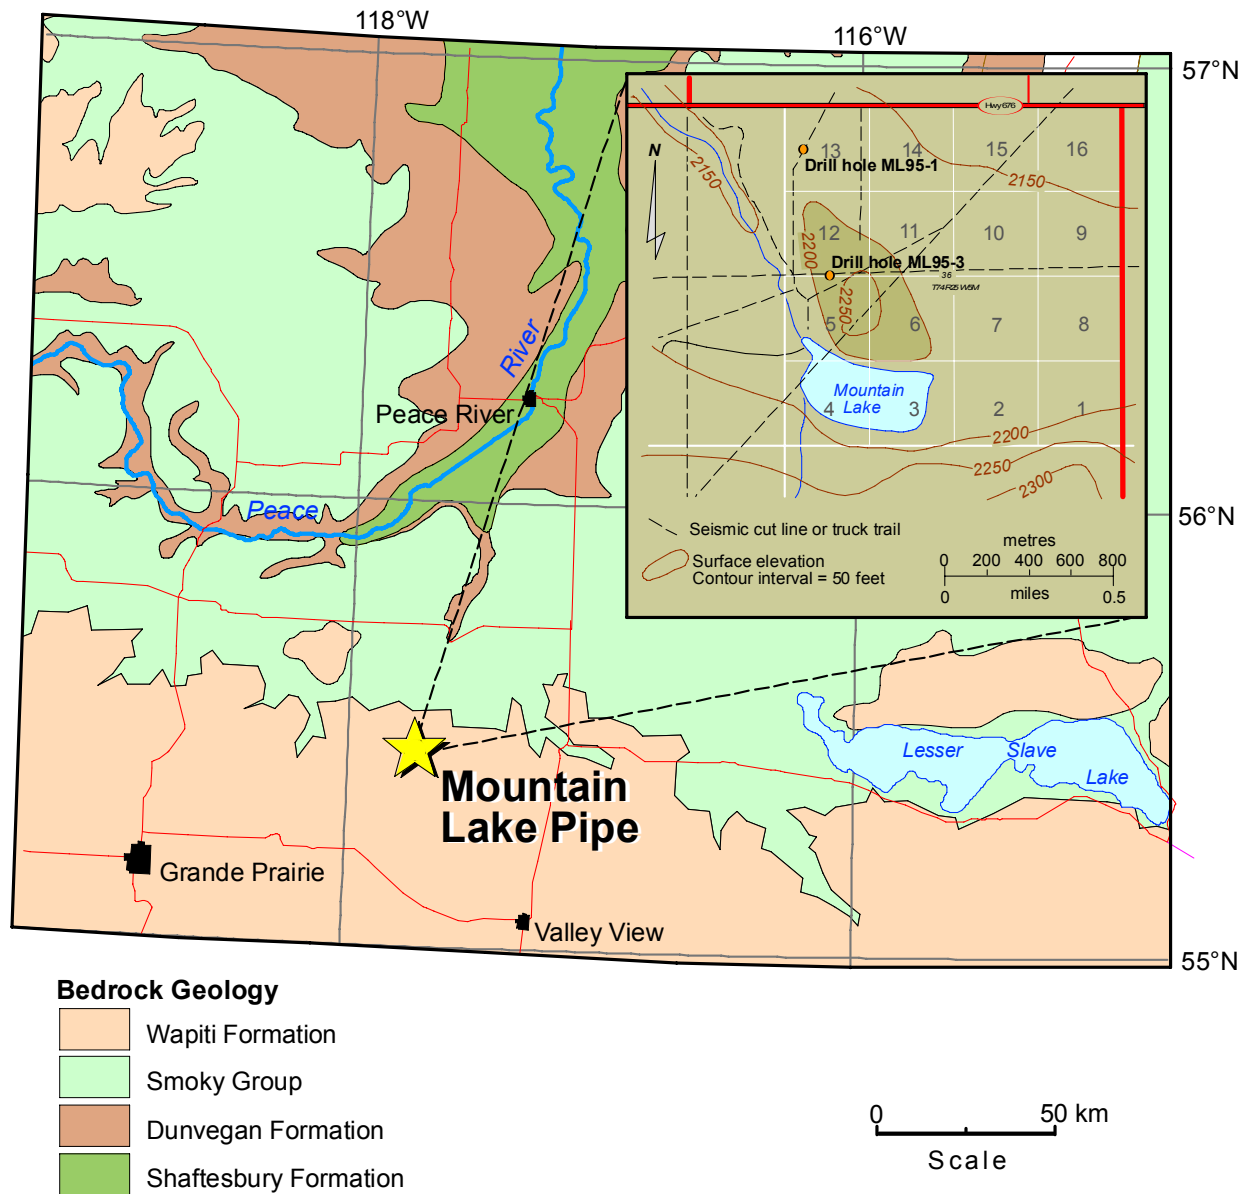 118°W
116°W
57°N
Hwy 676
N
13
14
15
16
Drill hole ML95-1
2150
2150
12
11
10
9
2200
Drill hole ML95-3
36
T74 R25 W5M
2250
5
6
7
8
River
Mountain
Lake
4
3
2
1
Peace River
2200
2250
2300
Peace
56°N
Seismic cut line or truck trail
Surface elevation
Contour interval = 50 feet
metres
0 200 400 600 800
0 miles 0.5
Lesser Slave
Lake
Mountain
Lake Pipe
Grande Prairie
Valley View
55°N
Bedrock Geology
Wapiti Formation
Smoky Group
Dunvegan Formation
Shaftesbury Formation
0 50 km
Scale